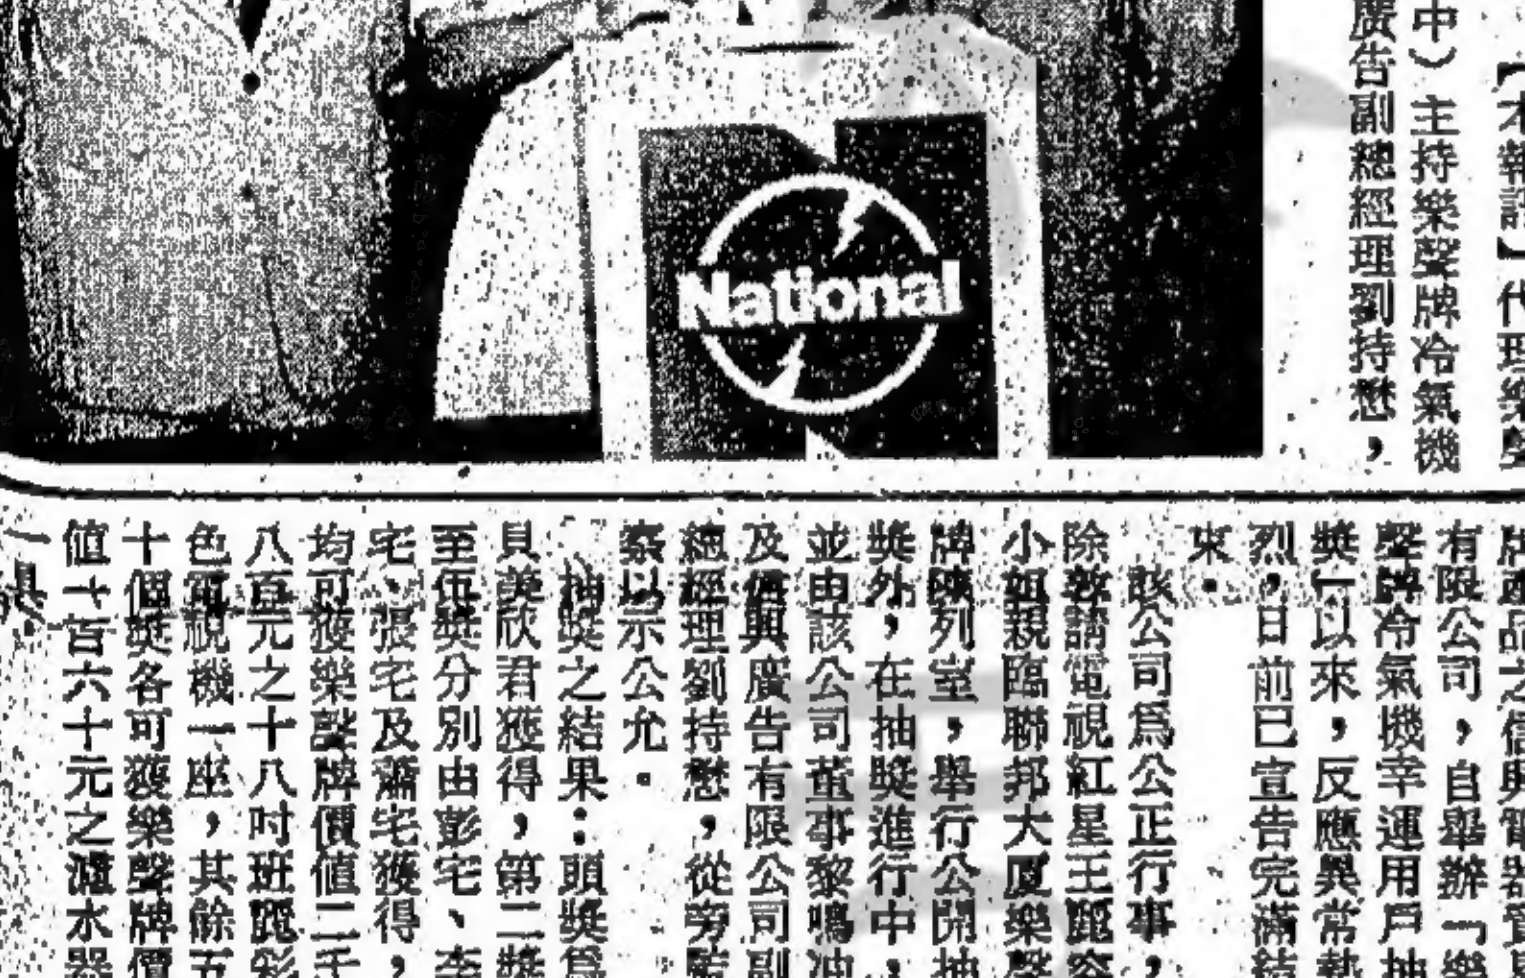 National
【本報訊】代理樂聲
中）主持樂聲牌冷氣機
廣告副總經理劉持懋，
牌產品之信興電器貿
有限公司，自舉辦「樂
聲牌冷氣機幸運用戶抽
獎」以來，反應異常熱
烈，日前已宣告完滿結
束。
該公司爲公正行事，
除敦請電視紅星王麗容
小姐親臨聯邦大厦樂聲
牌陳列室，舉行公開抽
獎外，在抽獎進行中，
並由該公司董事黎鳴沺
及信興廣告有限公司副
總經理劉持懋，從旁監
察以示公允。
抽獎之結果：頭獎爲
貝美欣君獲得，第二獎
至伍獎分別由彭宅、李
宅、張宅及蕭宅獲得，
均可獲樂聲牌價值二千
八百元之十八吋班麗彩
色電視機一座，其餘五
十個獎各可獲樂聲牌價
值一百六十元之濾水器
一具。